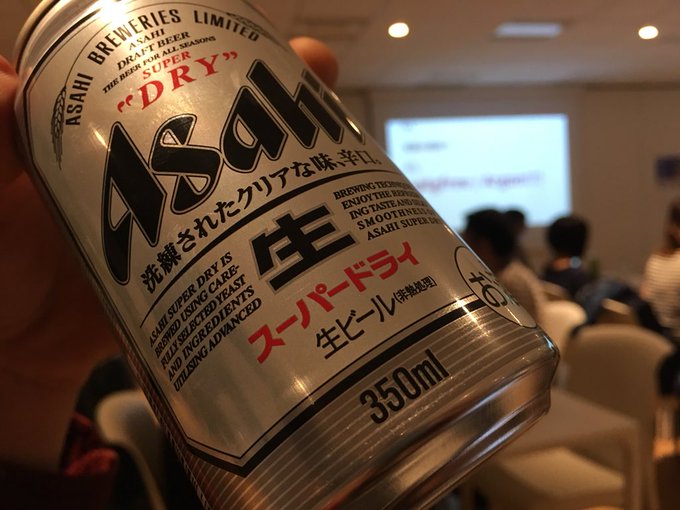 ASAHI BREWERIES LIMITED
ASAHI
DRAFT BEER
THE BEER FOR ALL SEASONS
SUPER
"DRY"
Asahi
洗練されたクリアな味、辛口。
生
BREWING
ENJOY THE
ING TASTE AND
SMOOTHNESS
ASAHI SUPER
ASAHI SUPER DRY IS
BREWED USING CARE-
FULLY SELECTED YEAST
AND INGREDIENTS
UTILISING ADVANCED
スーパードライ
生ビール(非熱処理)
お
350ml